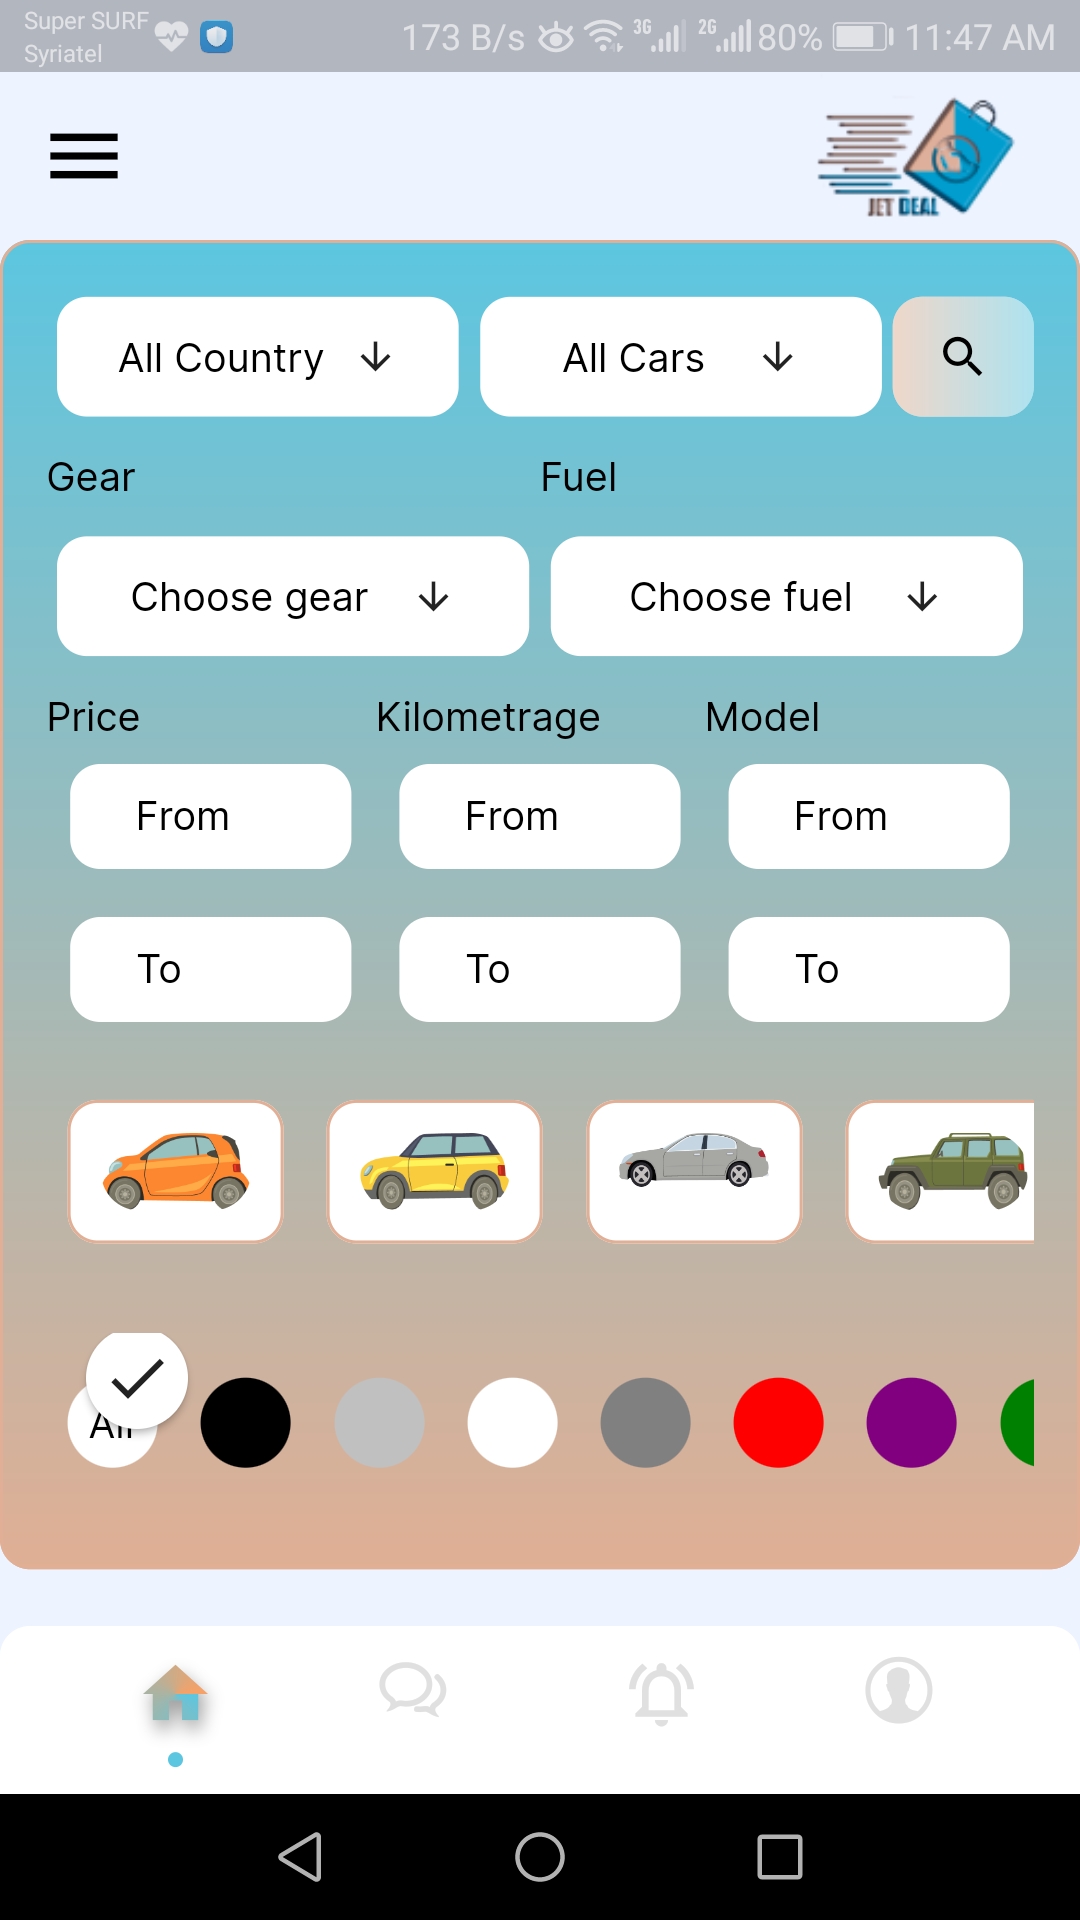 Super SURF
Syriatel
173 B/s
3G
2G
80%
11:47 AM
JET DEAL
All Country
All Cars
Gear
Fuel
Choose gear
Choose fuel
Price
Kilometrage
Model
From
From
From
To
To
To
All